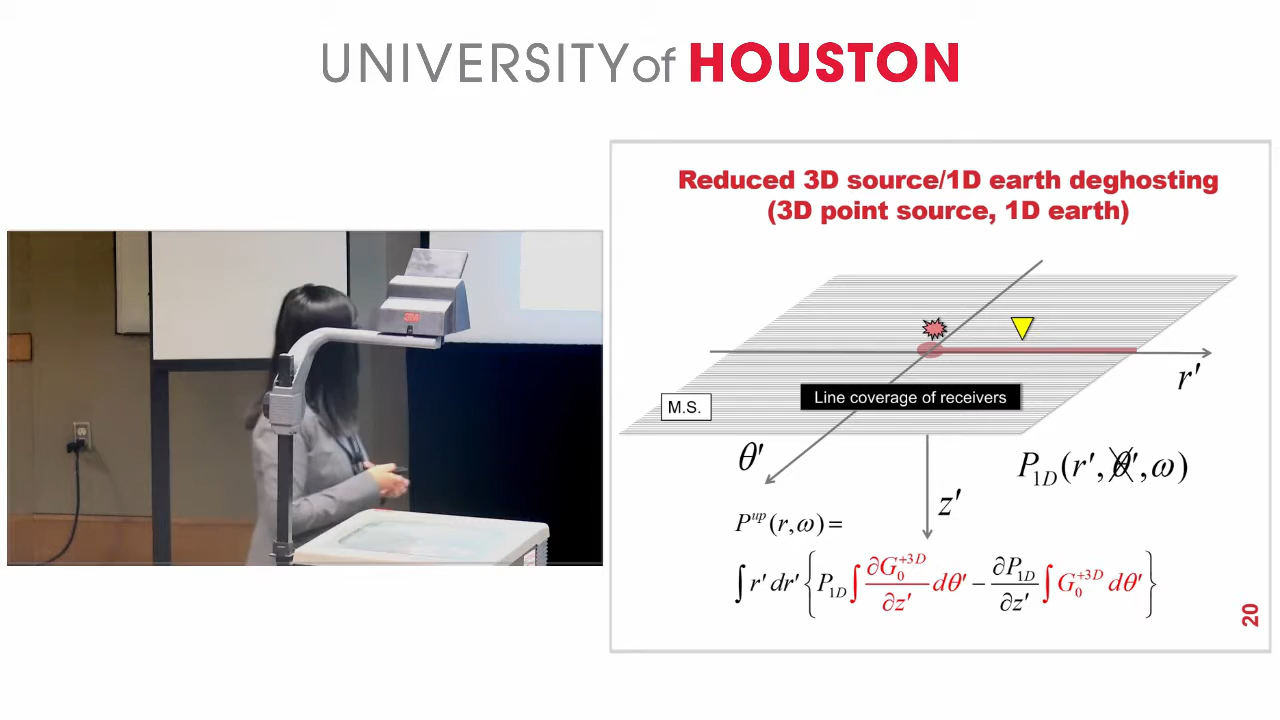 UNIVERSITY of HOUSTON
Reduced 3D source/1D earth deghosting
(3D point source, 1D earth)
r′
Line coverage of receivers
M.S.
θ′
P₁D(r′, θ′, ω)
z′
P^{up}(r, ω) =
∫ r′ dr′ { P₁D ∫ ∂G₀^{+3D}/∂z′ dθ′ − ∂P₁D/∂z′ ∫ G₀^{+3D} dθ′ }
20